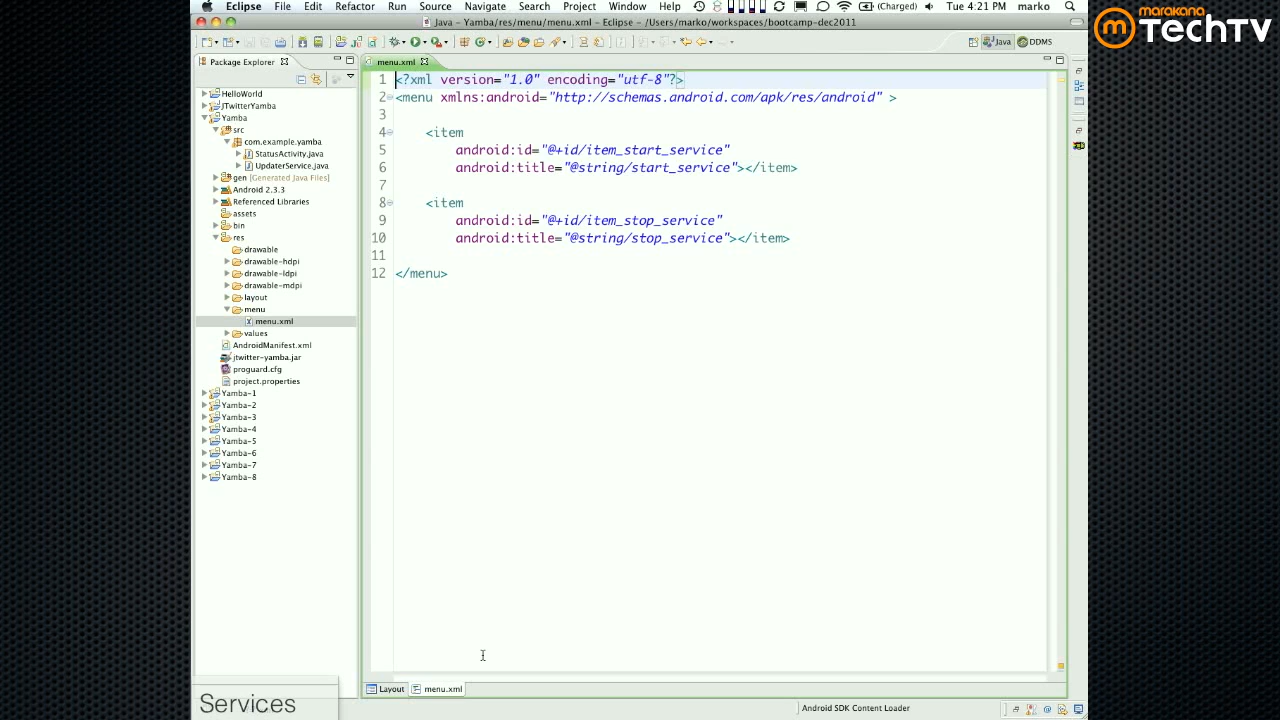 Eclipse File Edit Refactor Run Source Navigate Search Project Window Help (Charged) Tue 4:21 PM marko
marakana
TechTV
Java - Yamba/res/menu/menu.xml - Eclipse - /Users/marko/workspaces/bootcamp-dec2011
Java DDMS
Package Explorer
HelloWorld
JTwitterYamba
Yamba
src
com.example.yamba
StatusActivity.java
UpdaterService.java
gen [Generated Java Files]
Android 2.3.3
Referenced Libraries
assets
bin
res
drawable
drawable-hdpi
drawable-ldpi
drawable-mdpi
layout
menu
menu.xml
values
AndroidManifest.xml
jtwitter-yamba.jar
proguard.cfg
project.properties
Yamba-1
Yamba-2
Yamba-3
Yamba-4
Yamba-5
Yamba-6
Yamba-7
Yamba-8
menu.xml
1 <?xml version="1.0" encoding="utf-8"?>
2 <menu xmlns:android="http://schemas.android.com/apk/res/android" >
3
4 <item
5 android:id="@+id/item_start_service"
6 android:title="@string/start_service"></item>
7
8 <item
9 android:id="@+id/item_stop_service"
10 android:title="@string/stop_service"></item>
11
12 </menu>
Layout menu.xml
Services
Android SDK Content Loader